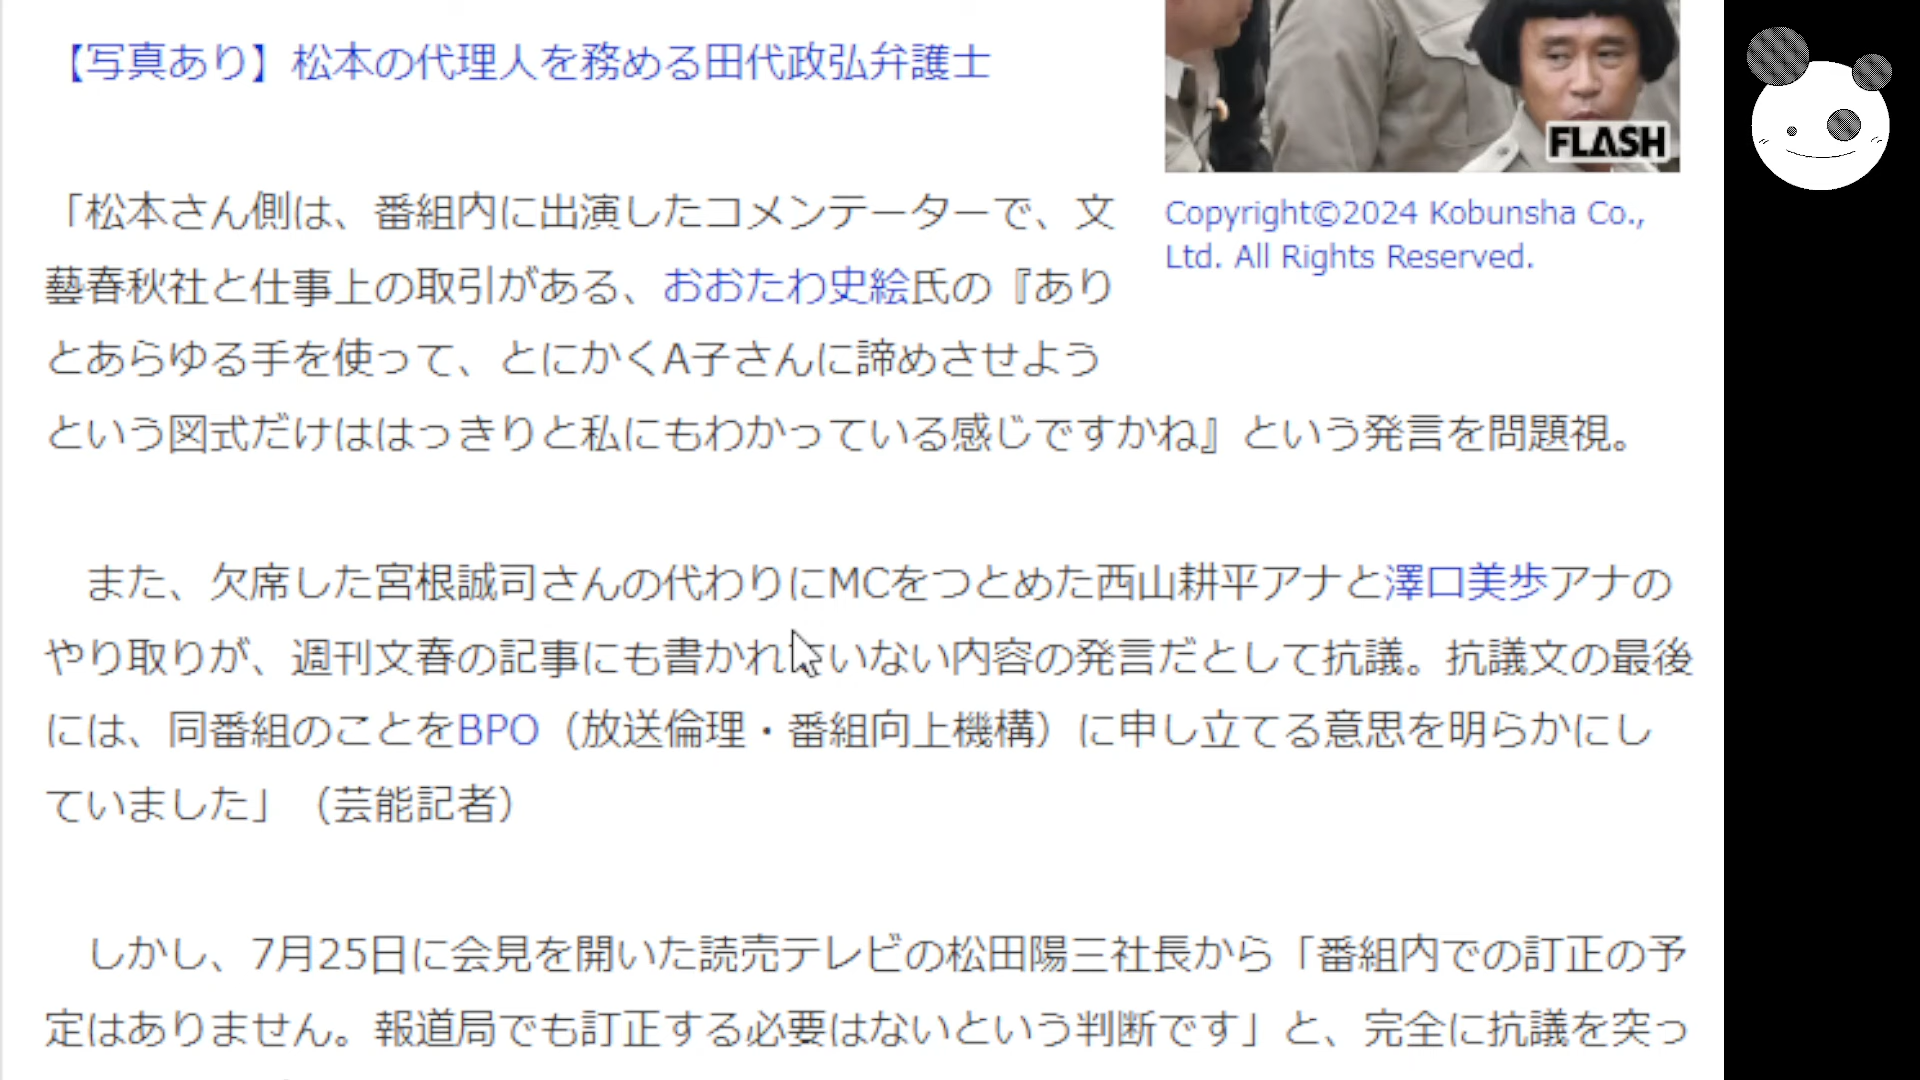 【写真あり】松本の代理人を務める田代政弘弁護士
FLASH
Copyright©2024 Kobunsha Co.,
Ltd. All Rights Reserved.
「松本さん側は、番組内に出演したコメンテーターで、文
藝春秋社と仕事上の取引がある、おおたわ史絵氏の『あり
とあらゆる手を使って、とにかくA子さんに諦めさせよう
という図式だけははっきりと私にもわかっている感じですかね』という発言を問題視。
また、欠席した宮根誠司さんの代わりにMCをつとめた西山耕平アナと澤口美歩アナの
やり取りが、週刊文春の記事にも書かれていない内容の発言だとして抗議。抗議文の最後
には、同番組のことをBPO（放送倫理・番組向上機構）に申し立てる意思を明らかにし
ていました」（芸能記者）
しかし、7月25日に会見を開いた読売テレビの松田陽三社長から「番組内での訂正の予
定はありません。報道局でも訂正する必要はないという判断です」と、完全に抗議を突っ